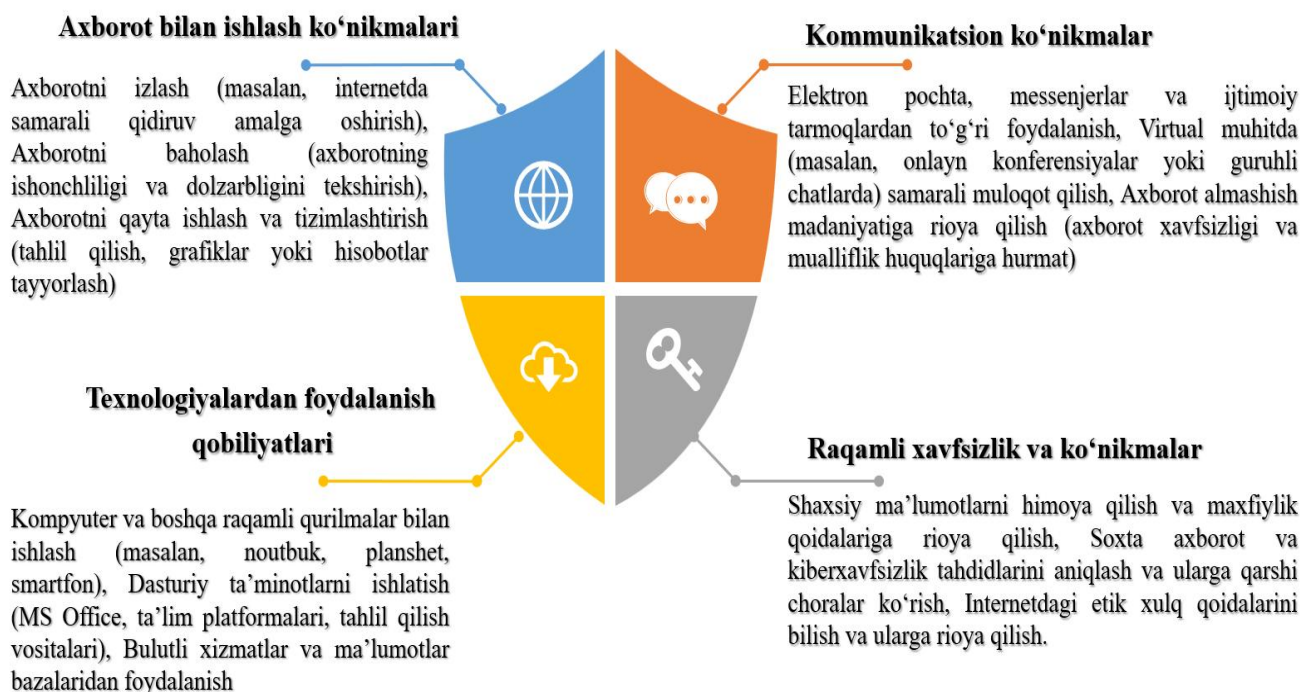 Axborot bilan ishlash ko‘nikmalari
Axborotni izlash (masalan, internetda
samarali qidiruv amalga oshirish),
Axborotni baholash (axborotning
ishonchliligi va dolzarbligini tekshirish),
Axborotni qayta ishlash va tizimlashtirish
(tahlil qilish, grafiklar yoki hisobotlar
tayyorlash)
Kommunikatsion ko‘nikmalar
Elektron pochta, messenjerlar va ijtimoiy
tarmoqlardan to‘g‘ri foydalanish, Virtual muhitda
(masalan, onlayn konferensiyalar yoki guruhli
chatlarda) samarali muloqot qilish, Axborot almashish
madaniyatiga rioya qilish (axborot xavfsizligi va
mualliflik huquqlariga hurmat)
Texnologiyalardan foydalanish
qobiliyatlari
Kompyuter va boshqa raqamli qurilmalar bilan
ishlash (masalan, noutbuk, planshet,
smartfon), Dasturiy ta’minotlarni ishlatish
(MS Office, ta’lim platformalari, tahlil qilish
vositalari), Bulutli xizmatlar va ma’lumotlar
bazalaridan foydalanish
Raqamli xavfsizlik va ko‘nikmalar
Shaxsiy ma’lumotlarni himoya qilish va maxfiylik
qoidalariga rioya qilish, Soxta axborot va
kiberxavfsizlik tahdidlarini aniqlash va ularga qarshi
choralar ko‘rish, Internetdagi etik xulq qoidalarini
bilish va ularga rioya qilish.